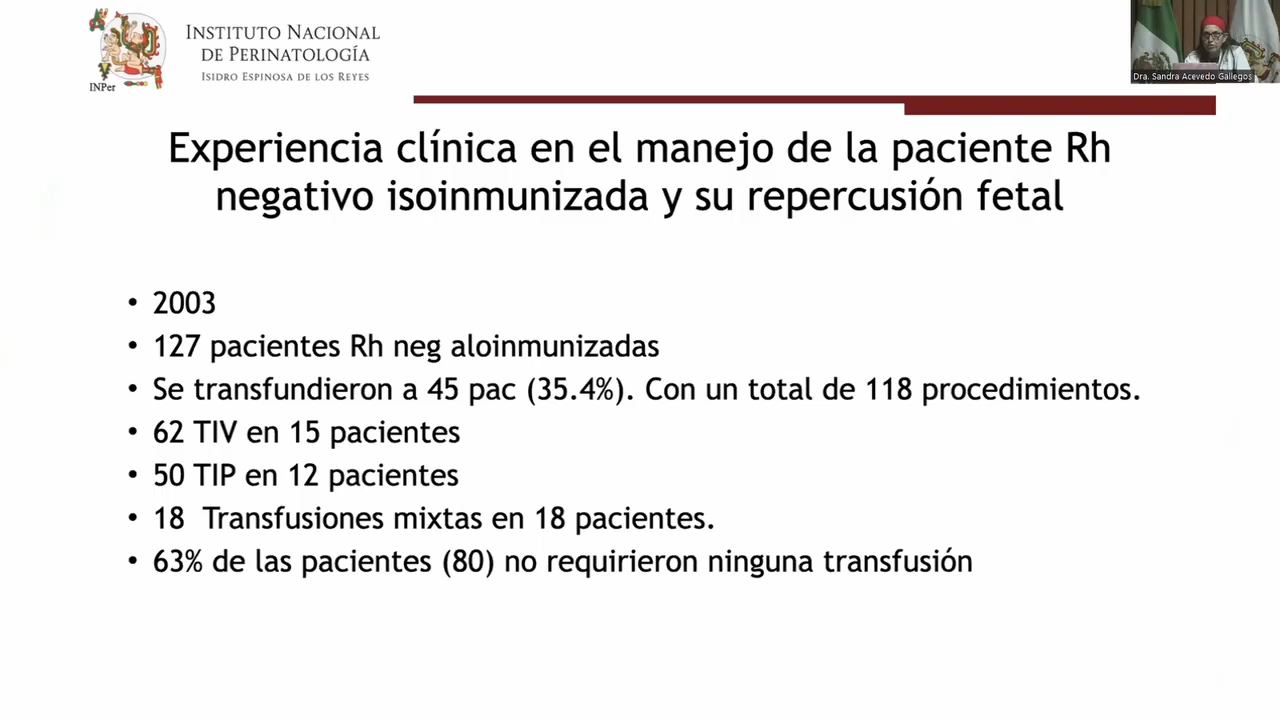 INSTITUTO NACIONAL
DE PERINATOLOGÍA
ISIDRO ESPINOSA DE LOS REYES
INPer
Dra. Sandra Acevedo Gallegos
Experiencia clínica en el manejo de la paciente Rh
negativo isoinmunizada y su repercusión fetal
• 2003
• 127 pacientes Rh neg aloinmunizadas
• Se transfundieron a 45 pac (35.4%). Con un total de 118 procedimientos.
• 62 TIV en 15 pacientes
• 50 TIP en 12 pacientes
• 18 Transfusiones mixtas en 18 pacientes.
• 63% de las pacientes (80) no requirieron ninguna transfusión